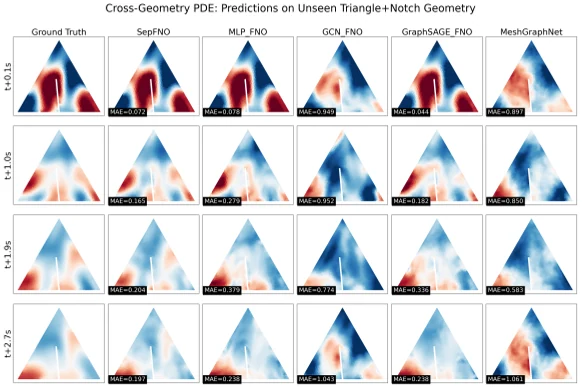 Cross-Geometry PDE: Predictions on Unseen Triangle+Notch Geometry
Ground Truth SepFNO MLP_FNO GCN_FNO GraphSAGE_FNO MeshGraphNet
t+0.1s
MAE=0.072 MAE=0.078 MAE=0.949 MAE=0.044 MAE=0.897
t+1.0s
MAE=0.165 MAE=0.279 MAE=0.952 MAE=0.182 MAE=0.850
t+1.9s
MAE=0.204 MAE=0.379 MAE=0.774 MAE=0.336 MAE=0.583
t+2.7s
MAE=0.197 MAE=0.238 MAE=1.043 MAE=0.238 MAE=1.061